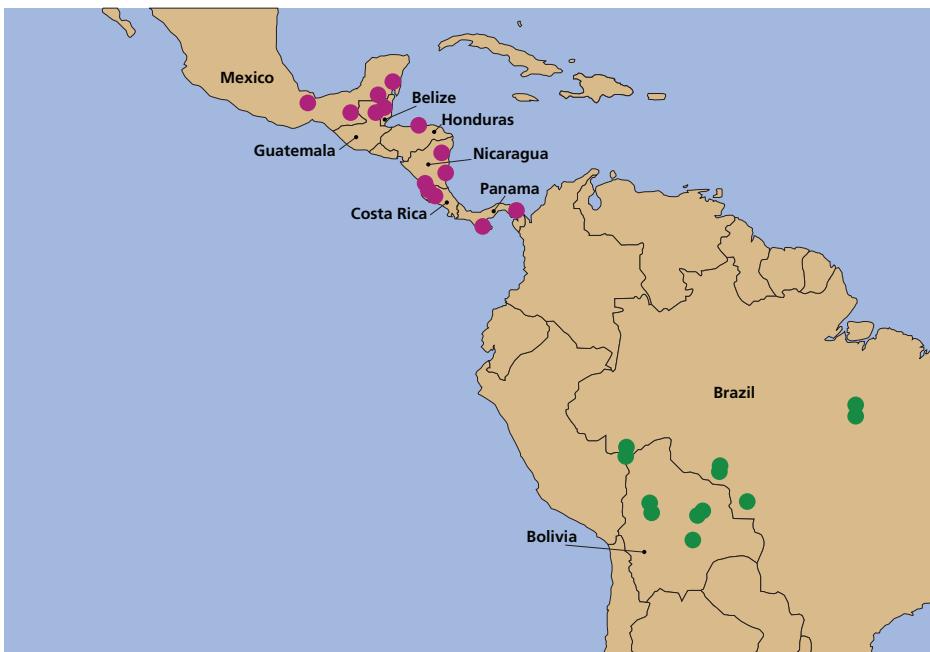 Mexico
Belize
Honduras
Guatemala
Nicaragua
Panama
Costa Rica
Brazil
Bolivia